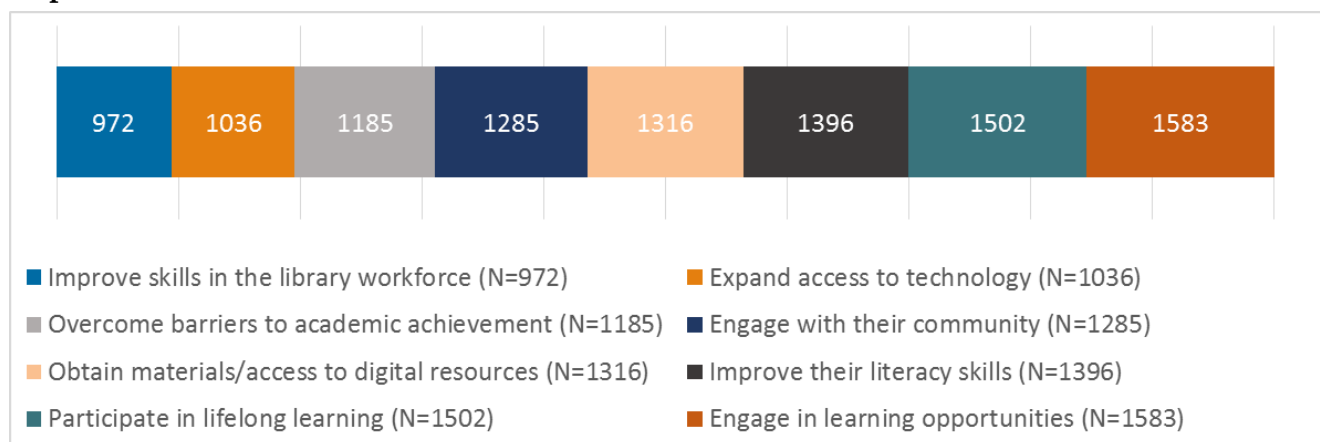 972 1036 1185 1285 1316 1396 1502 1583
Improve skills in the library workforce (N=972) Expand access to technology (N=1036)
Overcome barriers to academic achievement (N=1185) Engage with their community (N=1285)
Obtain materials/access to digital resources (N=1316) Improve their literacy skills (N=1396)
Participate in lifelong learning (N=1502) Engage in learning opportunities (N=1583)